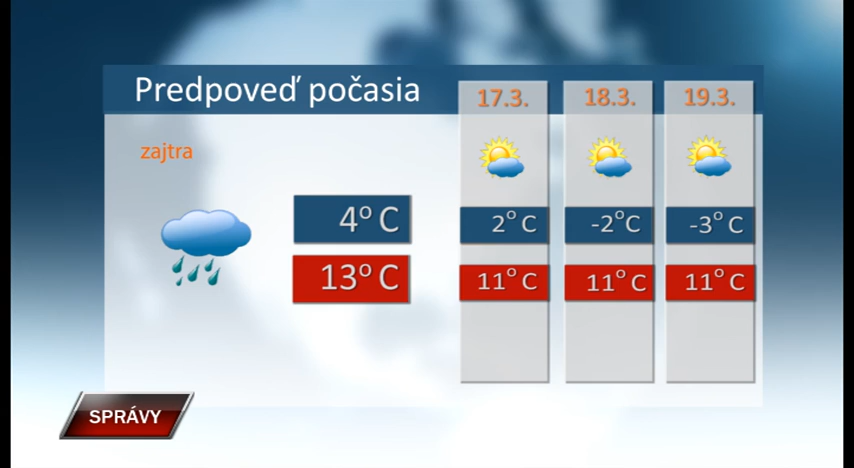 Predpoveď počasia
zajtra
4° C
13° C
17.3.
2° C
11° C
18.3.
-2°C
11° C
19.3.
-3° C
11° C
SPRÁVY